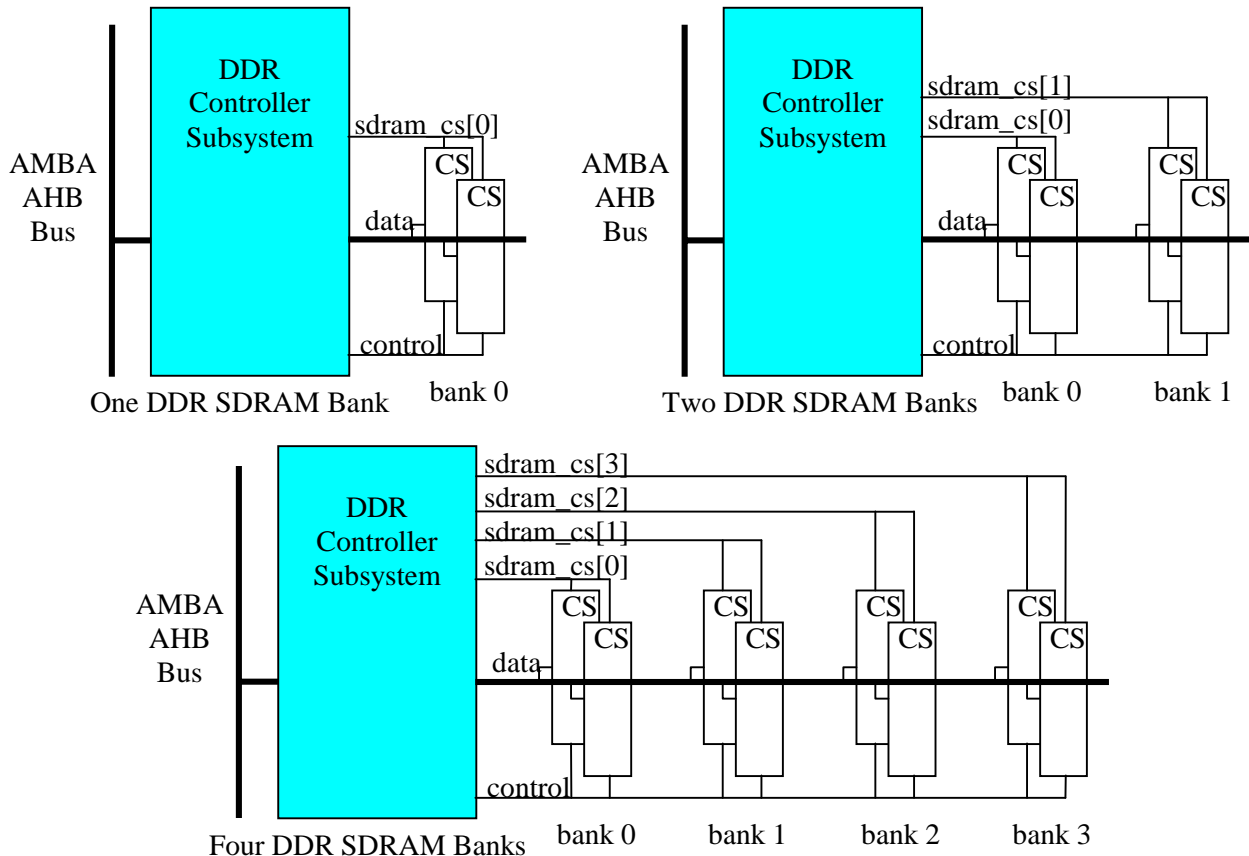 DDR
Controller
Subsystem
sdram_cs[0]
CS
CS
AMBA
AHB
Bus
data
control
bank 0
One DDR SDRAM Bank
DDR
Controller
Subsystem
sdram_cs[1]
sdram_cs[0]
CS
CS
CS
CS
AMBA
AHB
Bus
data
control
bank 0
bank 1
Two DDR SDRAM Banks
DDR
Controller
Subsystem
sdram_cs[3]
sdram_cs[2]
sdram_cs[1]
sdram_cs[0]
CS
CS
CS
CS
CS
CS
CS
CS
AMBA
AHB
Bus
data
control
bank 0
bank 1
bank 2
bank 3
Four DDR SDRAM Banks